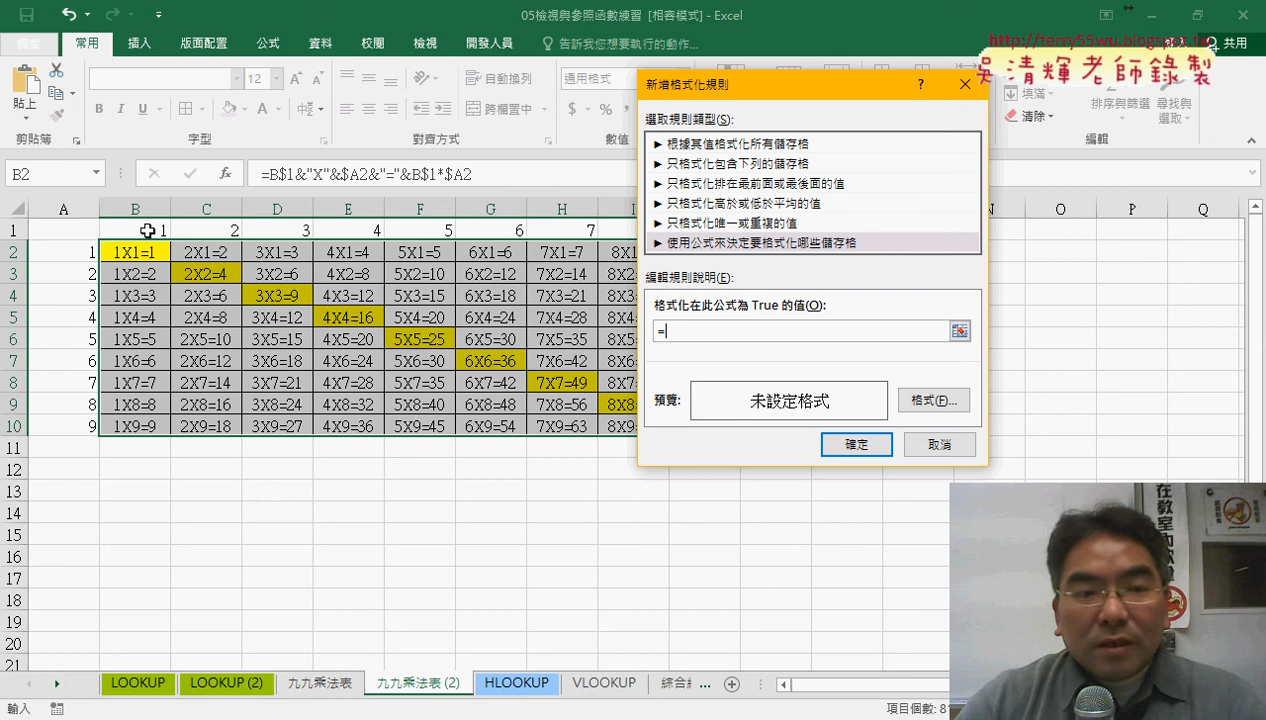 05檢視與參照函數練習 [相容模式] - Excel
http://terry55wu.blogspot.tw
吳清輝老師錄製
檔案 常用 插入 版面配置 公式 資料 校閱 檢視 開發人員 告訴我您想要執行的動作... 登入 共用
貼上 12 自動換列 通用格式 填滿 排序與篩選 尋找與選取
B I U 跨欄置中 $ % , 清除
剪貼簿 字型 對齊方式 數值 編輯
B2 fx =B$1&"X"&$A2&"="&B$1*$A2
A B C D E F G H I N O P Q
1 1 2 3 4 5 6 7
2 1 1X1=1 2X1=2 3X1=3 4X1=4 5X1=5 6X1=6 7X1=7 8X1
3 2 1X2=2 2X2=4 3X2=6 4X2=8 5X2=10 6X2=12 7X2=14 8X2
4 3 1X3=3 2X3=6 3X3=9 4X3=12 5X3=15 6X3=18 7X3=21 8X3
5 4 1X4=4 2X4=8 3X4=12 4X4=16 5X4=20 6X4=24 7X4=28 8X4
6 5 1X5=5 2X5=10 3X5=15 4X5=20 5X5=25 6X5=30 7X5=35 8X5
7 6 1X6=6 2X6=12 3X6=18 4X6=24 5X6=30 6X6=36 7X6=42 8X6
8 7 1X7=7 2X7=14 3X7=21 4X7=28 5X7=35 6X7=42 7X7=49 8X7
9 8 1X8=8 2X8=16 3X8=24 4X8=32 5X8=40 6X8=48 7X8=56 8X8
10 9 1X9=9 2X9=18 3X9=27 4X9=36 5X9=45 6X9=54 7X9=63 8X9
11
12
13
14
15
16
17
18
19
20
21
新增格式化規則 ?
選取規則類型(S):
► 根據其值格式化所有儲存格
► 只格式化包含下列的儲存格
► 只格式化排在最前面或最後面的值
► 只格式化高於或低於平均的值
► 只格式化唯一或重複的值
► 使用公式來決定要格式化哪些儲存格
編輯規則說明(E):
格式化在此公式為 True 的值(O):
=
預覽: 未設定格式 格式(F)...
確定 取消
在教室內飲
LOOKUP LOOKUP (2) 九九乘法表 九九乘法表 (2) HLOOKUP VLOOKUP 綜合 ...
輸入 項目個數: 8